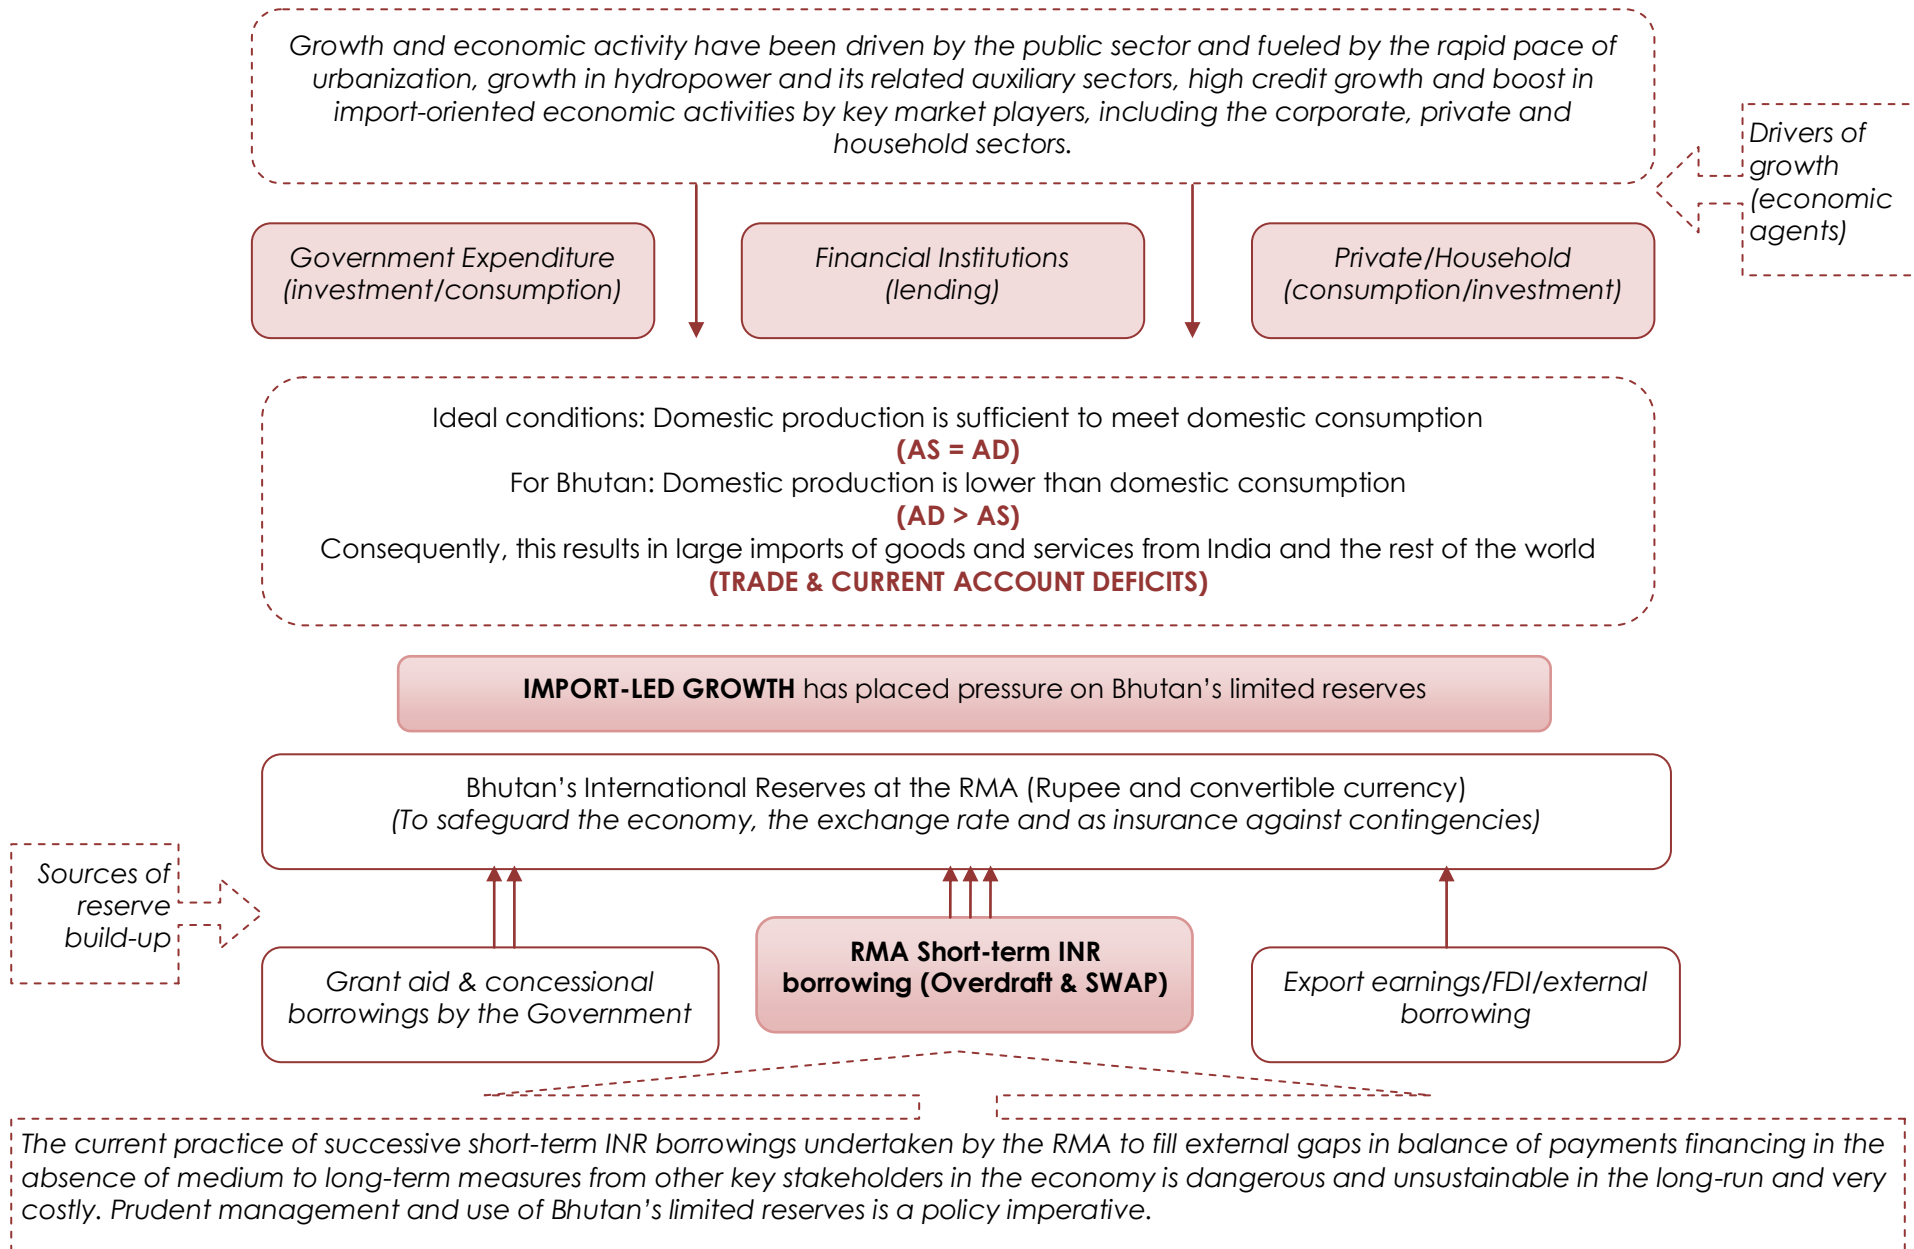 Growth and economic activity have been driven by the public sector and fueled by the rapid pace of
urbanization, growth in hydropower and its related auxiliary sectors, high credit growth and boost in
import-oriented economic activities by key market players, including the corporate, private and
household sectors.
Drivers of
growth
(economic
agents)
Government Expenditure
(investment/consumption)
Financial Institutions
(lending)
Private/Household
(consumption/investment)
Ideal conditions: Domestic production is sufficient to meet domestic consumption
(AS = AD)
For Bhutan: Domestic production is lower than domestic consumption
(AD > AS)
Consequently, this results in large imports of goods and services from India and the rest of the world
(TRADE & CURRENT ACCOUNT DEFICITS)
IMPORT-LED GROWTH has placed pressure on Bhutan's limited reserves
Bhutan's International Reserves at the RMA (Rupee and convertible currency)
(To safeguard the economy, the exchange rate and as insurance against contingencies)
Sources of
reserve
build-up
Grant aid & concessional
borrowings by the Government
RMA Short-term INR
borrowing (Overdraft & SWAP)
Export earnings/FDI/external
borrowing
The current practice of successive short-term INR borrowings undertaken by the RMA to fill external gaps in balance of payments financing in the
absence of medium to long-term measures from other key stakeholders in the economy is dangerous and unsustainable in the long-run and very
costly. Prudent management and use of Bhutan's limited reserves is a policy imperative.